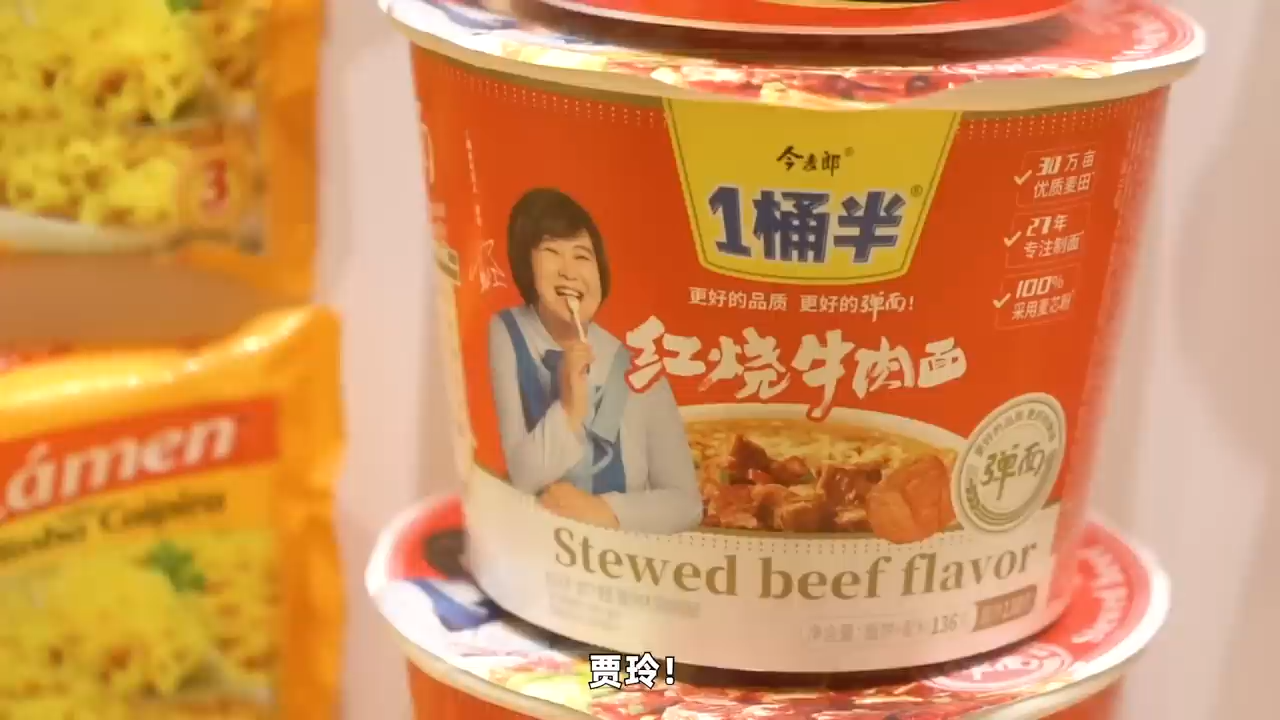 今麦郎®
1桶半®
更好的品质 更好的弹面!
红烧牛肉面
30万亩
优质麦田
27年
专注制面
100%
采用麦芯粉
弹面
Stewed beef flavor
136
3
Rámen
贾玲!